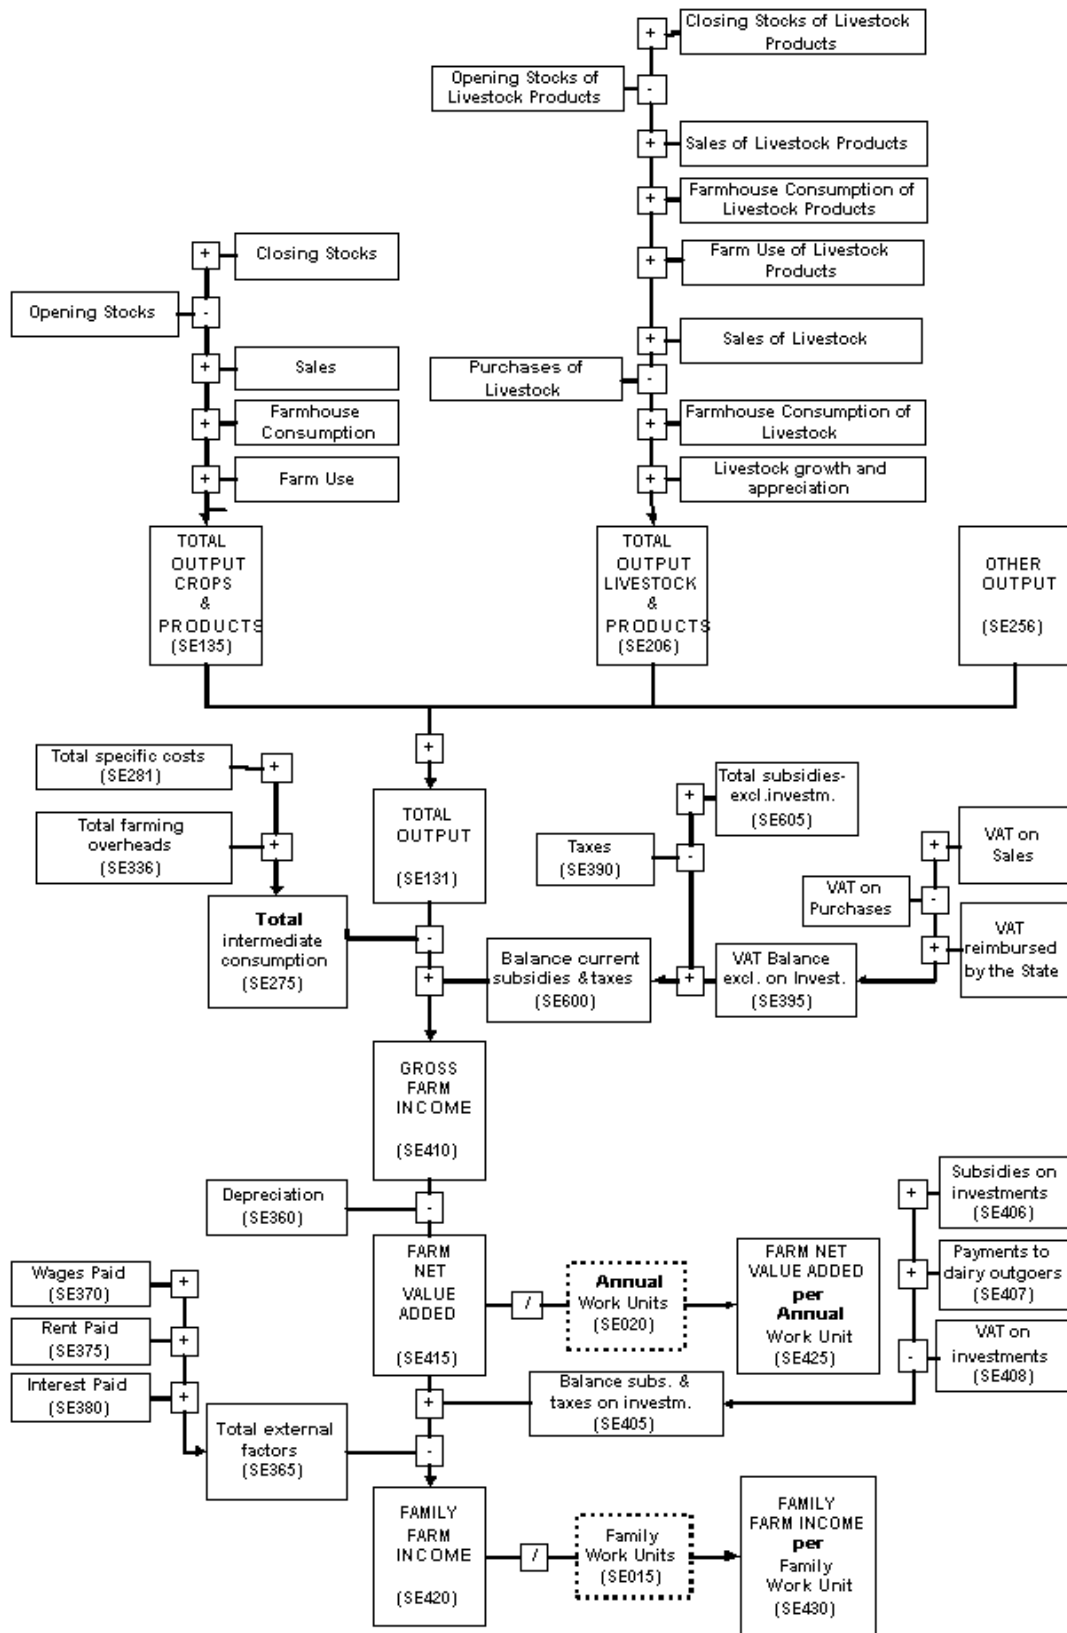 +
Closing Stocks of Livestock
Products
Opening Stocks of
Livestock Products
-
+
Sales of Livestock Products
+
Farmhouse Consumption of
Livestock Products
+
Closing Stocks
+
Farm Use of Livestock
Products
Opening Stocks
-
+
Sales of Livestock
+
Sales
Purchases of
Livestock
-
+
Farmhouse
Consumption
+
Farmhouse Consumption of
Livestock
+
Farm Use
+
Livestock growth and
appreciation
TOTAL
OUTPUT
CROPS
&
PRODUCTS
(SE135)
TOTAL
OUTPUT
LIVESTOCK
&
PRODUCTS
(SE206)
OTHER
OUTPUT
(SE256)
+
Total specific costs
(SE281)
+
Total farming
overheads
(SE336)
+
TOTAL
OUTPUT
(SE131)
+
Total subsidies-
excl.investm.
(SE605)
Taxes
(SE390)
-
+
VAT on
Sales
VAT on
Purchases
-
+
VAT
reimbursed
by the State
Total
intermediate
consumption
(SE275)
-
+
Balance current
subsidies & taxes
(SE600)
+
VAT Balance
excl. on Invest.
(SE395)
GROSS
FARM
INCOME
(SE410)
Depreciation
(SE360)
-
+
Subsidies on
investments
(SE406)
+
Payments to
dairy outgoers
(SE407)
-
VAT on
investments
(SE408)
Wages Paid
(SE370)
+
Rent Paid
(SE375)
+
Interest Paid
(SE380)
+
FARM
NET
VALUE
ADDED
(SE415)
/
Annual
Work Units
(SE020)
FARM NET
VALUE ADDED
per
Annual
Work Unit
(SE425)
+
Balance subs. &
taxes on investm.
(SE405)
Total external
factors
(SE365)
-
FAMILY
FARM
INCOME
(SE420)
/
Family
Work Units
(SE015)
FAMILY
FARM INCOME
per
Family
Work Unit
(SE430)